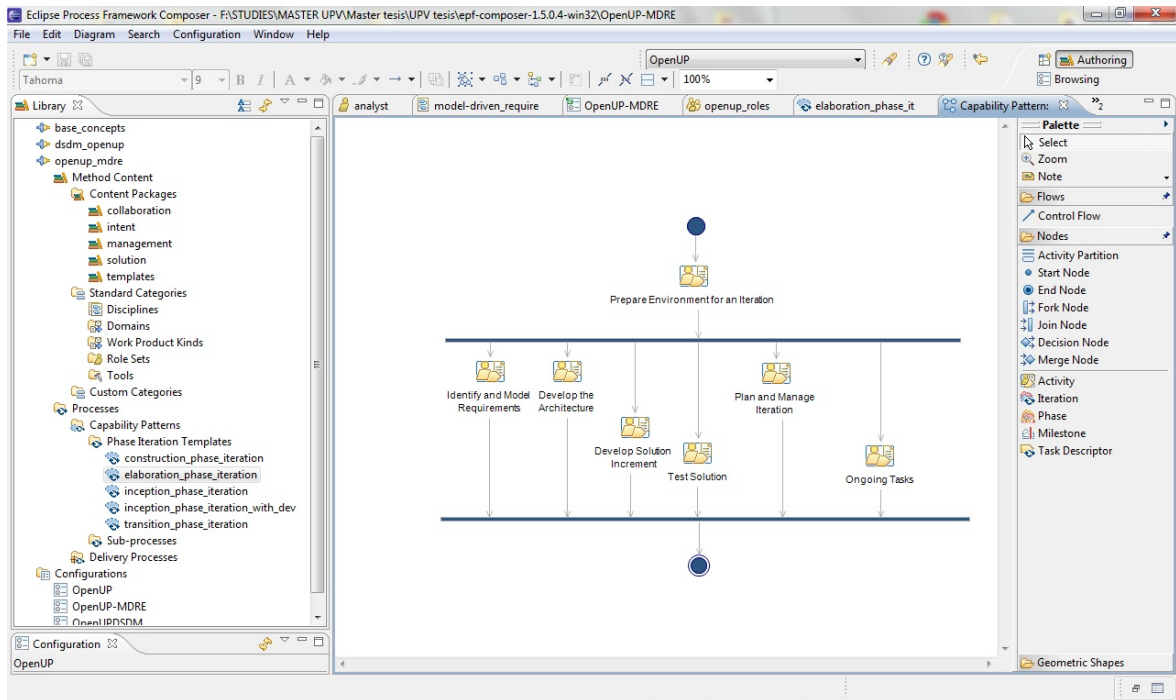 Eclipse Process Framework Composer - F:\STUDIES\MASTER UPV\Master tesis\UPV tesis\epf-composer-1.5.0.4-win32\OpenUP-MDRE
File Edit Diagram Search Configuration Window Help
OpenUP
Authoring
Tahoma 9 B I A 100% Browsing
Library
analyst model-driven_require OpenUP-MDRE openup_roles elaboration_phase_it Capability Pattern: »2
base_concepts
dsdm_openup
openup_mdre
Method Content
Content Packages
collaboration
intent
management
solution
templates
Standard Categories
Disciplines
Domains
Work Product Kinds
Role Sets
Tools
Custom Categories
Processes
Capability Patterns
Phase Iteration Templates
construction_phase_iteration
elaboration_phase_iteration
inception_phase_iteration
inception_phase_iteration_with_dev
transition_phase_iteration
Sub-processes
Delivery Processes
Configurations
OpenUP
OpenUP-MDRE
OpenUPDSDM
Configuration
OpenUP
Prepare Environment for an Iteration
Identify and Model
Requirements
Develop the
Architecture
Plan and Manage
Iteration
Develop Solution
Increment
Test Solution
Ongoing Tasks
Palette
Select
Zoom
Note
Flows
Control Flow
Nodes
Activity Partition
Start Node
End Node
Fork Node
Join Node
Decision Node
Merge Node
Activity
Iteration
Phase
Milestone
Task Descriptor
Geometric Shapes